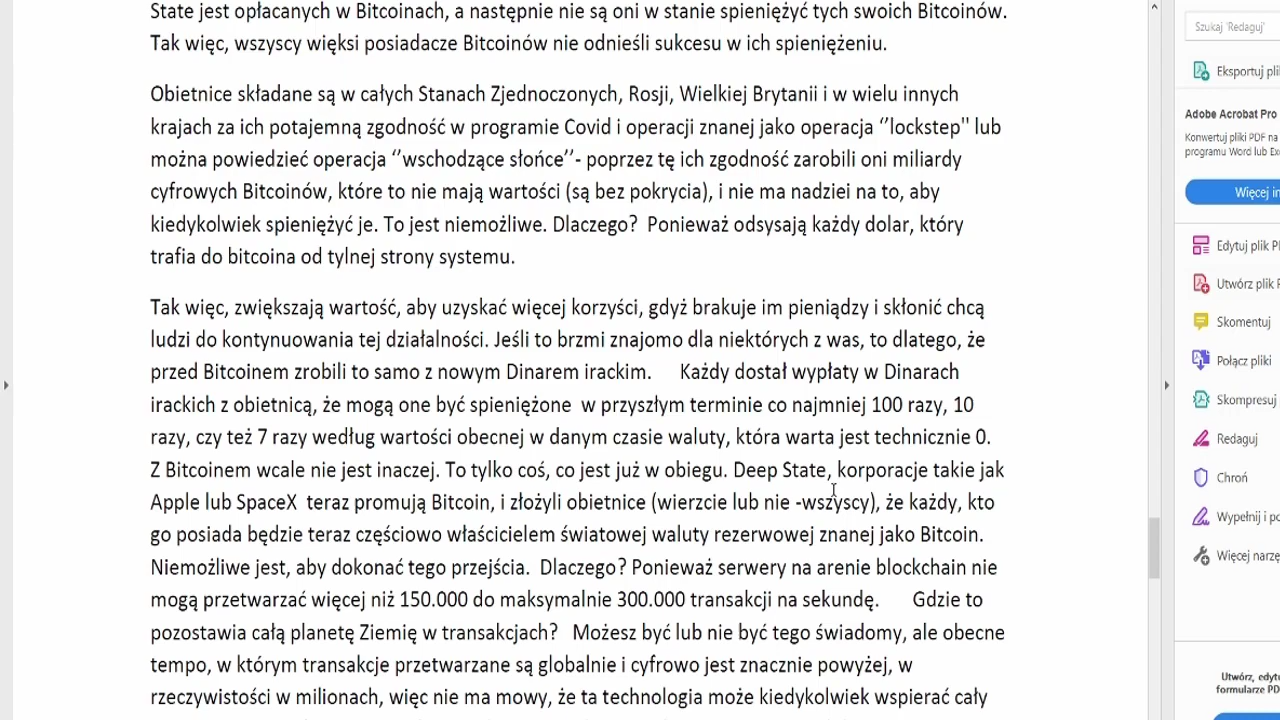 State jest opłacanych w Bitcoinach, a następnie nie są oni w stanie spieniężyć tych swoich Bitcoinów.
Tak więc, wszyscy więksi posiadacze Bitcoinów nie odnieśli sukcesu w ich spieniężeniu.
Obietnice składane są w całych Stanach Zjednoczonych, Rosji, Wielkiej Brytanii i w wielu innych
krajach za ich potajemną zgodność w programie Covid i operacji znanej jako operacja ‘’lockstep" lub
można powiedzieć operacja ‘’wschodzące słońce’’- poprzez tę ich zgodność zarobili oni miliardy
cyfrowych Bitcoinów, które to nie mają wartości (są bez pokrycia), i nie ma nadziei na to, aby
kiedykolwiek spieniężyć je. To jest niemożliwe. Dlaczego?  Ponieważ odsysają każdy dolar, który
trafia do bitcoina od tylnej strony systemu.
Tak więc, zwiększają wartość, aby uzyskać więcej korzyści, gdyż brakuje im pieniądzy i skłonić chcą
ludzi do kontynuowania tej działalności. Jeśli to brzmi znajomo dla niektórych z was, to dlatego, że
przed Bitcoinem zrobili to samo z nowym Dinarem irackim.     Każdy dostał wypłaty w Dinarach
irackich z obietnicą, że mogą one być spieniężone  w przyszłym terminie co najmniej 100 razy, 10
razy, czy też 7 razy według wartości obecnej w danym czasie waluty, która warta jest technicznie 0.
Z Bitcoinem wcale nie jest inaczej. To tylko coś, co jest już w obiegu. Deep State, korporacje takie jak
Apple lub SpaceX  teraz promują Bitcoin, i złożyli obietnice (wierzcie lub nie -wszyscy), że każdy, kto
go posiada będzie teraz częściowo właścicielem światowej waluty rezerwowej znanej jako Bitcoin.
Niemożliwe jest, aby dokonać tego przejścia.  Dlaczego? Ponieważ serwery na arenie blockchain nie
mogą przetwarzać więcej niż 150.000 do maksymalnie 300.000 transakcji na sekundę.     Gdzie to
pozostawia całą planetę Ziemię w transakcjach?   Możesz być lub nie być tego świadomy, ale obecne
tempo, w którym transakcje przetwarzane są globalnie i cyfrowo jest znacznie powyżej, w
rzeczywistości w milionach, więc nie ma mowy, że ta technologia może kiedykolwiek wspierać cały
Szukaj 'Redaguj'
Eksportuj pli
Adobe Acrobat Pro
Konwertuj pliki PDF na
programu Word lub Exc
Więcej in
Edytuj plik PD
Utwórz plik P
Skomentuj
Połącz pliki
Skompresuj
Redaguj
Chroń
Wypełnij i po
Więcej narzę
Utwórz, edytu
formularze PD